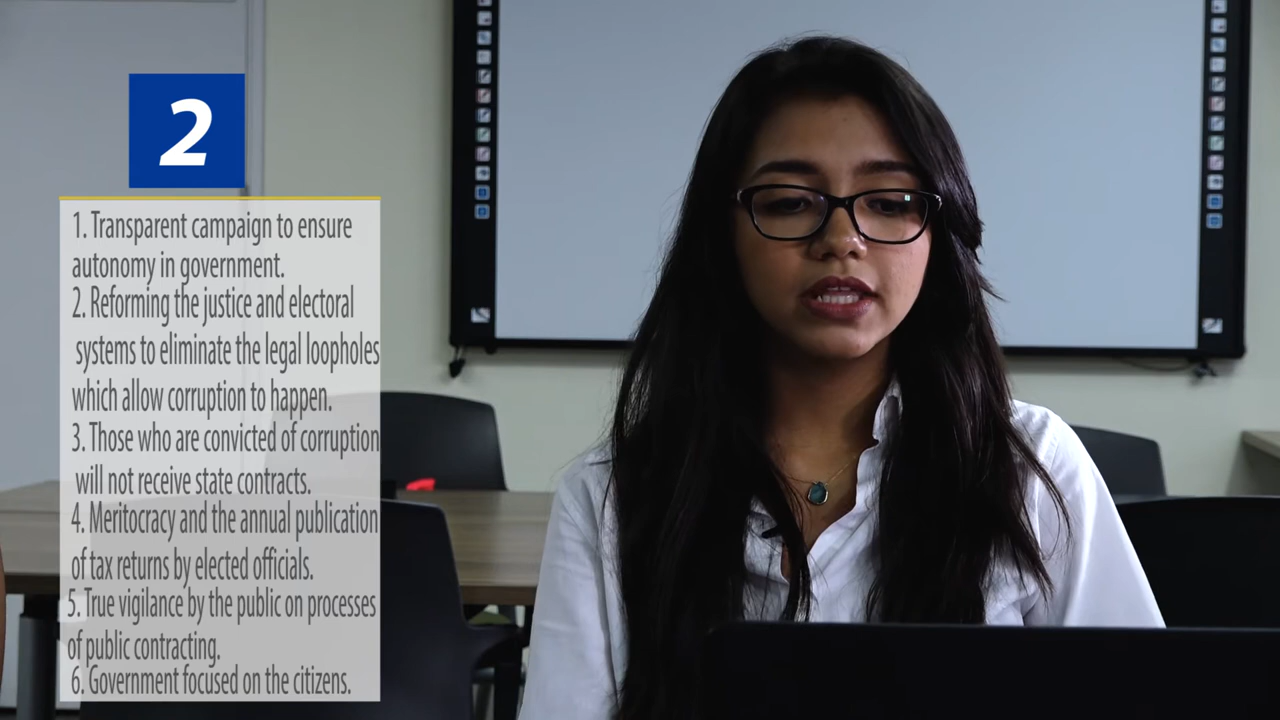 2
1. Transparent campaign to ensure
autonomy in government.
2. Reforming the justice and electoral
systems to eliminate the legal loopholes
which allow corruption to happen.
3. Those who are convicted of corruption
will not receive state contracts.
4. Meritocracy and the annual publication
of tax returns by elected officials.
5. True vigilance by the public on processes
of public contracting.
6. Government focused on the citizens.